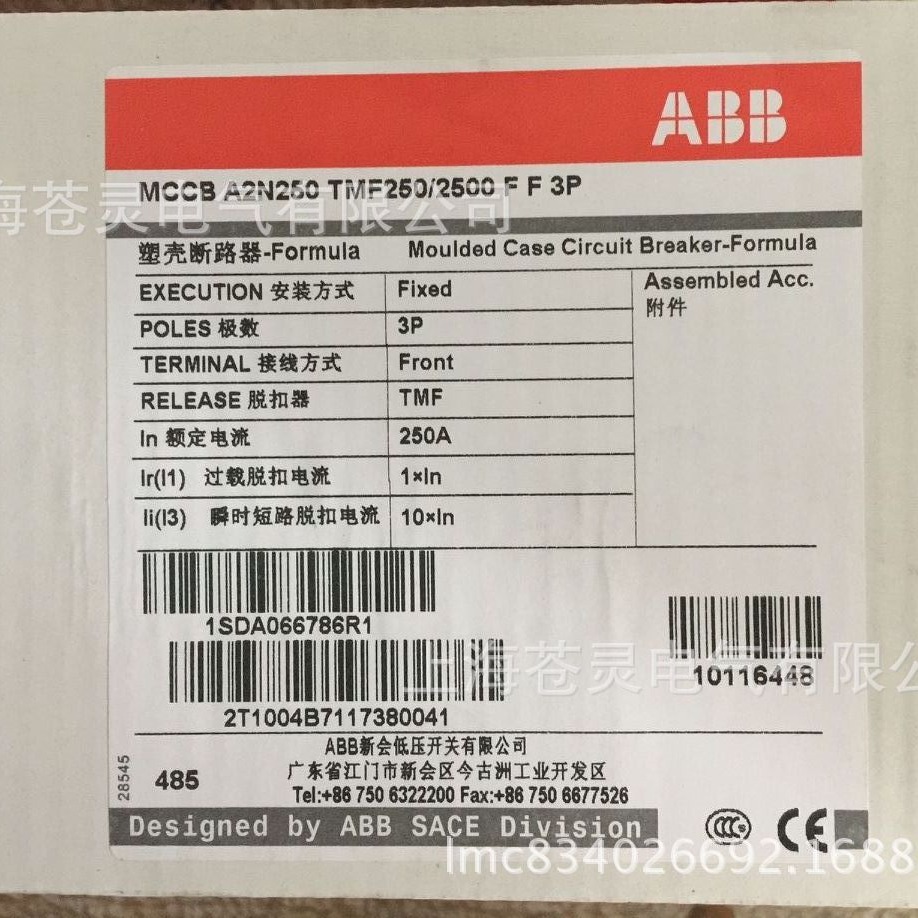 ABB
MCCB A2N250 TMF250/2500 F F 3P
上海苍灵电气有限公司
塑壳断路器-Formula Moulded Case Circuit Breaker-Formula
EXECUTION 安装方式 Fixed Assembled Acc.
附件
POLES 极数 3P
TERMINAL 接线方式 Front
RELEASE 脱扣器 TMF
In 额定电流 250A
Ir(I1) 过载脱扣电流 1×In
Ii(I3) 瞬时短路脱扣电流 10×In
1SDA066786R1
上海苍灵电气有限公
10116448
2T1004B7117380041
ABB新会低压开关有限公司
广东省江门市新会区今古洲工业开发区
28545
485
Tel:+86 750 6322200 Fax:+86 750 6677526
Designed by ABB SACE Division
CCC
CE
lmc834026692.1688